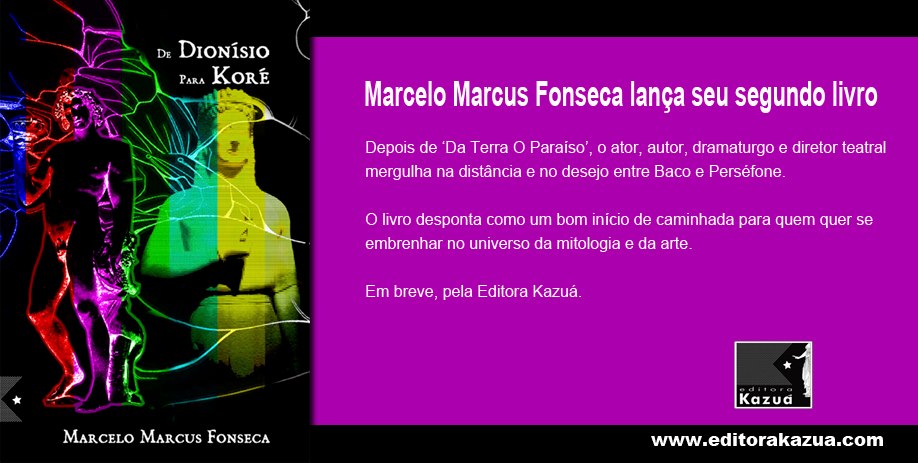 De Dionísio
Para Koré
Marcelo Marcus Fonseca
Marcelo Marcus Fonseca lança seu segundo livro
Depois de ‘Da Terra O Paraíso’, o ator, autor, dramaturgo e diretor teatral
mergulha na distância e no desejo entre Baco e Perséfone.
O livro desponta como um bom início de caminhada para quem quer se
embrenhar no universo da mitologia e da arte.
Em breve, pela Editora Kazuá.
editora
Kazuá
www.editorakazua.com